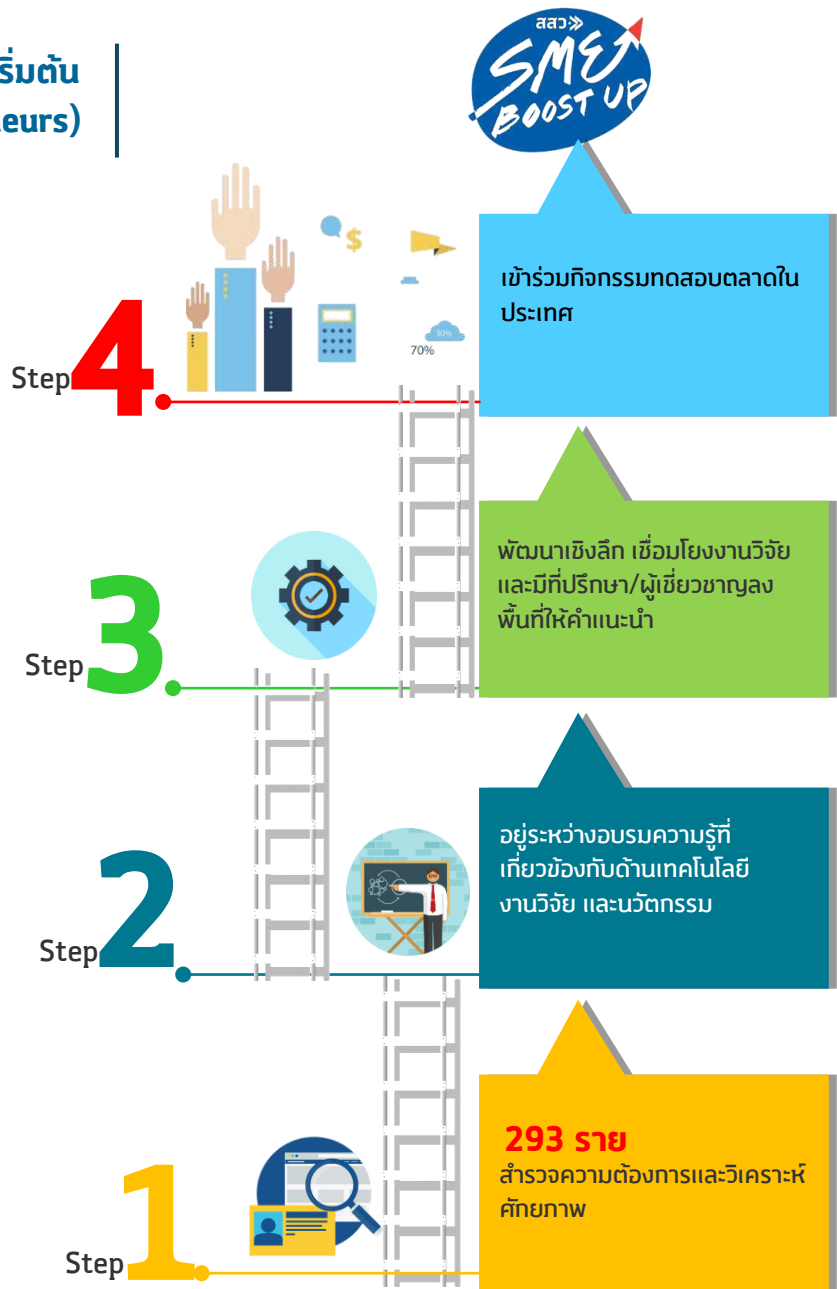 ริ่มต้น
eurs)
สสว
SME
BOOST UP
$
30%
70%
เข้าร่วมกิจกรรมทดสอบตลาดใน
ประเทศ
Step 4
พัฒนาเชิงลึก เชื่อมโยงงานวิจัย
และมีที่ปรึกษา/ผู้เชี่ยวชาญลง
พื้นที่ให้คำแนะนำ
Step 3
อยู่ระหว่างอบรมความรู้ที่
เกี่ยวข้องกับด้านเทคโนโลยี
งานวิจัย และนวัตกรรม
Step 2
293 ราย
สำรวจความต้องการและวิเคราะห์
ศักยภาพ
Step 1